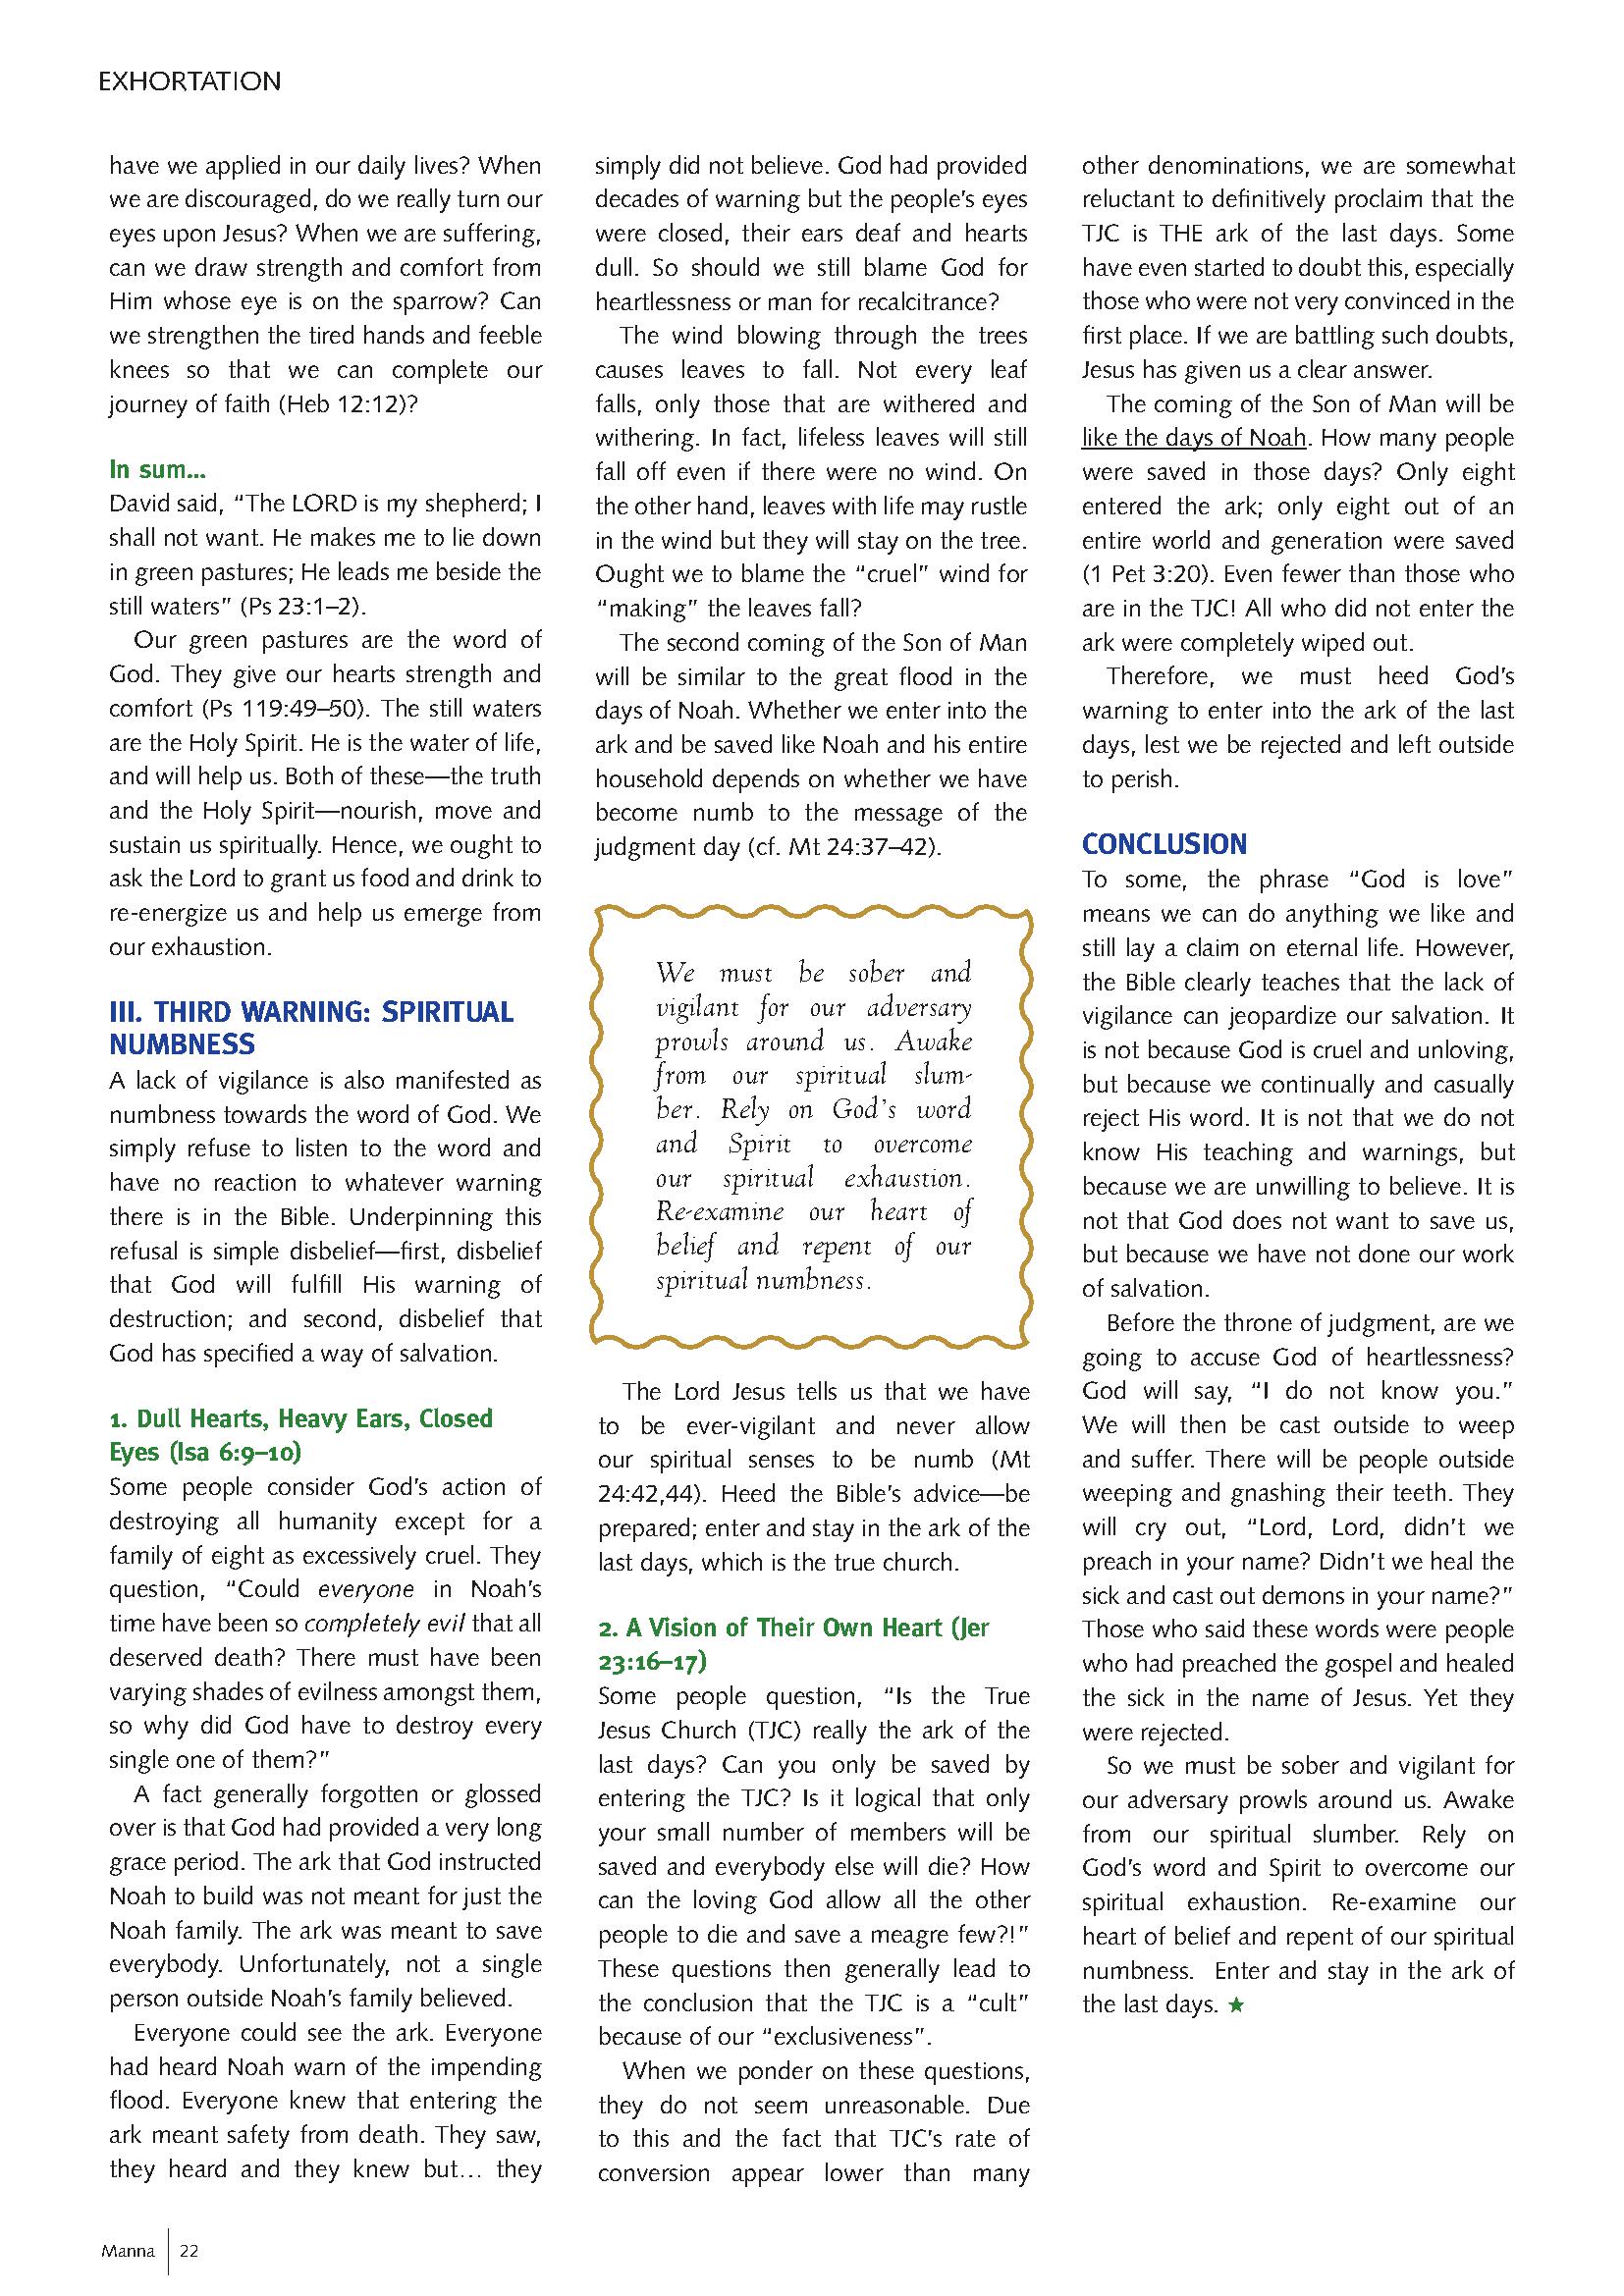 EXHORTATION
have we applied in our daily lives? When
we are discouraged, do we really turn our
eyes upon Jesus? When we are suffering,
can we draw strength and comfort from
Him whose eye is on the sparrow? Can
we strengthen the tired hands and feeble
knees so that we can complete our
journey of faith (Heb 12:12)?
In sum...
David said, “The LORD is my shepherd; I
shall not want. He makes me to lie down
in green pastures; He leads me beside the
still waters” (Ps 23:1–2).
Our green pastures are the word of
God. They give our hearts strength and
comfort (Ps 119:49–50). The still waters
are the Holy Spirit. He is the water of life,
and will help us. Both of these—the truth
and the Holy Spirit—nourish, move and
sustain us spiritually. Hence, we ought to
ask the Lord to grant us food and drink to
re-energize us and help us emerge from
our exhaustion.
III. THIRD WARNING: SPIRITUAL
NUMBNESS
A lack of vigilance is also manifested as
numbness towards the word of God. We
simply refuse to listen to the word and
have no reaction to whatever warning
there is in the Bible. Underpinning this
refusal is simple disbelief—first, disbelief
that God will fulfill His warning of
destruction; and second, disbelief that
God has specified a way of salvation.
1. Dull Hearts, Heavy Ears, Closed
Eyes (Isa 6:9–10)
Some people consider God’s action of
destroying all humanity except for a
family of eight as excessively cruel. They
question, “Could everyone in Noah’s
time have been so completely evil that all
deserved death? There must have been
varying shades of evilness amongst them,
so why did God have to destroy every
single one of them?”
A fact generally forgotten or glossed
over is that God had provided a very long
grace period. The ark that God instructed
Noah to build was not meant for just the
Noah family. The ark was meant to save
everybody. Unfortunately, not a single
person outside Noah’s family believed.
Everyone could see the ark. Everyone
had heard Noah warn of the impending
flood. Everyone knew that entering the
ark meant safety from death. They saw,
they heard and they knew but… they
simply did not believe. God had provided
decades of warning but the people’s eyes
were closed, their ears deaf and hearts
dull. So should we still blame God for
heartlessness or man for recalcitrance?
The wind blowing through the trees
causes leaves to fall. Not every leaf
falls, only those that are withered and
withering. In fact, lifeless leaves will still
fall off even if there were no wind. On
the other hand, leaves with life may rustle
in the wind but they will stay on the tree.
Ought we to blame the “cruel” wind for
“making” the leaves fall?
The second coming of the Son of Man
will be similar to the great flood in the
days of Noah. Whether we enter into the
ark and be saved like Noah and his entire
household depends on whether we have
become numb to the message of the
judgment day (cf. Mt 24:37–42).
We must be sober and
vigilant for our adversary
prowls around us. Awake
from our spiritual slum-
ber. Rely on God’s word
and Spirit to overcome
our spiritual exhaustion.
Re-examine our heart of
belief and repent of our
spiritual numbness.
The Lord Jesus tells us that we have
to be ever-vigilant and never allow
our spiritual senses to be numb (Mt
24:42,44). Heed the Bible’s advice—be
prepared; enter and stay in the ark of the
last days, which is the true church.
2. A Vision of Their Own Heart (Jer
23:16–17)
Some people question, “Is the True
Jesus Church (TJC) really the ark of the
last days? Can you only be saved by
entering the TJC? Is it logical that only
your small number of members will be
saved and everybody else will die? How
can the loving God allow all the other
people to die and save a meagre few?!”
These questions then generally lead to
the conclusion that the TJC is a “cult”
because of our “exclusiveness”.
When we ponder on these questions,
they do not seem unreasonable. Due
to this and the fact that TJC’s rate of
conversion appear lower than many
other denominations, we are somewhat
reluctant to definitively proclaim that the
TJC is THE ark of the last days. Some
have even started to doubt this, especially
those who were not very convinced in the
first place. If we are battling such doubts,
Jesus has given us a clear answer.
The coming of the Son of Man will be
like the days of Noah. How many people
were saved in those days? Only eight
entered the ark; only eight out of an
entire world and generation were saved
(1 Pet 3:20). Even fewer than those who
are in the TJC! All who did not enter the
ark were completely wiped out.
Therefore, we must heed God’s
warning to enter into the ark of the last
days, lest we be rejected and left outside
to perish.
CONCLUSION
To some, the phrase “God is love”
means we can do anything we like and
still lay a claim on eternal life. However,
the Bible clearly teaches that the lack of
vigilance can jeopardize our salvation. It
is not because God is cruel and unloving,
but because we continually and casually
reject His word. It is not that we do not
know His teaching and warnings, but
because we are unwilling to believe. It is
not that God does not want to save us,
but because we have not done our work
of salvation.
Before the throne of judgment, are we
going to accuse God of heartlessness?
God will say, “I do not know you.”
We will then be cast outside to weep
and suffer. There will be people outside
weeping and gnashing their teeth. They
will cry out, “Lord, Lord, didn’t we
preach in your name? Didn’t we heal the
sick and cast out demons in your name?”
Those who said these words were people
who had preached the gospel and healed
the sick in the name of Jesus. Yet they
were rejected.
So we must be sober and vigilant for
our adversary prowls around us. Awake
from our spiritual slumber. Rely on
God’s word and Spirit to overcome our
spiritual exhaustion. Re-examine our
heart of belief and repent of our spiritual
numbness. Enter and stay in the ark of
the last days. ★
Manna 22